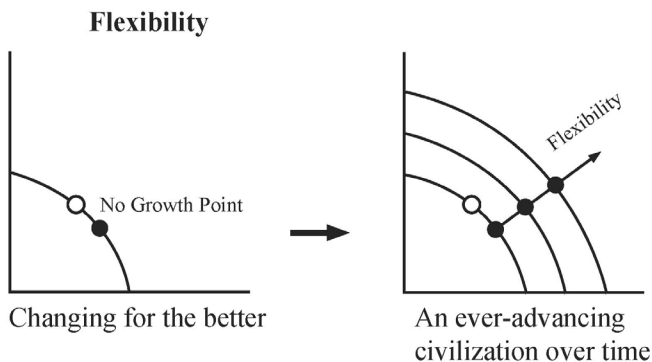 Flexibility
No Growth Point
Changing for the better
Flexibility
An ever-advancing
civilization over time